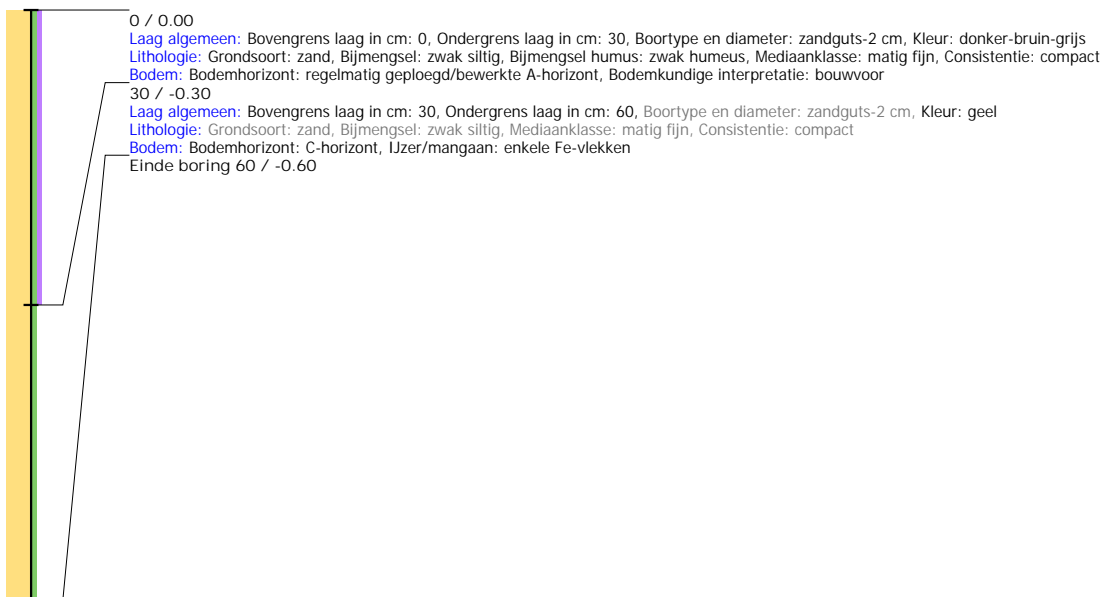 0 / 0.00
Laag algemeen: Bovengrens laag in cm: 0, Ondergrens laag in cm: 30, Boortype en diameter: zandguts-2 cm, Kleur: donker-bruin-grijs
Lithologie: Grondsoort: zand, Bijmengsel: zwak siltig, Bijmengsel humus: zwak humeus, Mediaanklasse: matig fijn, Consistentie: compact
Bodem: Bodemhorizont: regelmatig geploegd/bewerkte A-horizont, Bodemkundige interpretatie: bouwvoor
30 / -0.30
Laag algemeen: Bovengrens laag in cm: 30, Ondergrens laag in cm: 60, Boortype en diameter: zandguts-2 cm, Kleur: geel
Lithologie: Grondsoort: zand, Bijmengsel: zwak siltig, Mediaanklasse: matig fijn, Consistentie: compact
Bodem: Bodemhorizont: C-horizont, IJzer/mangaan: enkele Fe-vlekken
Einde boring 60 / -0.60